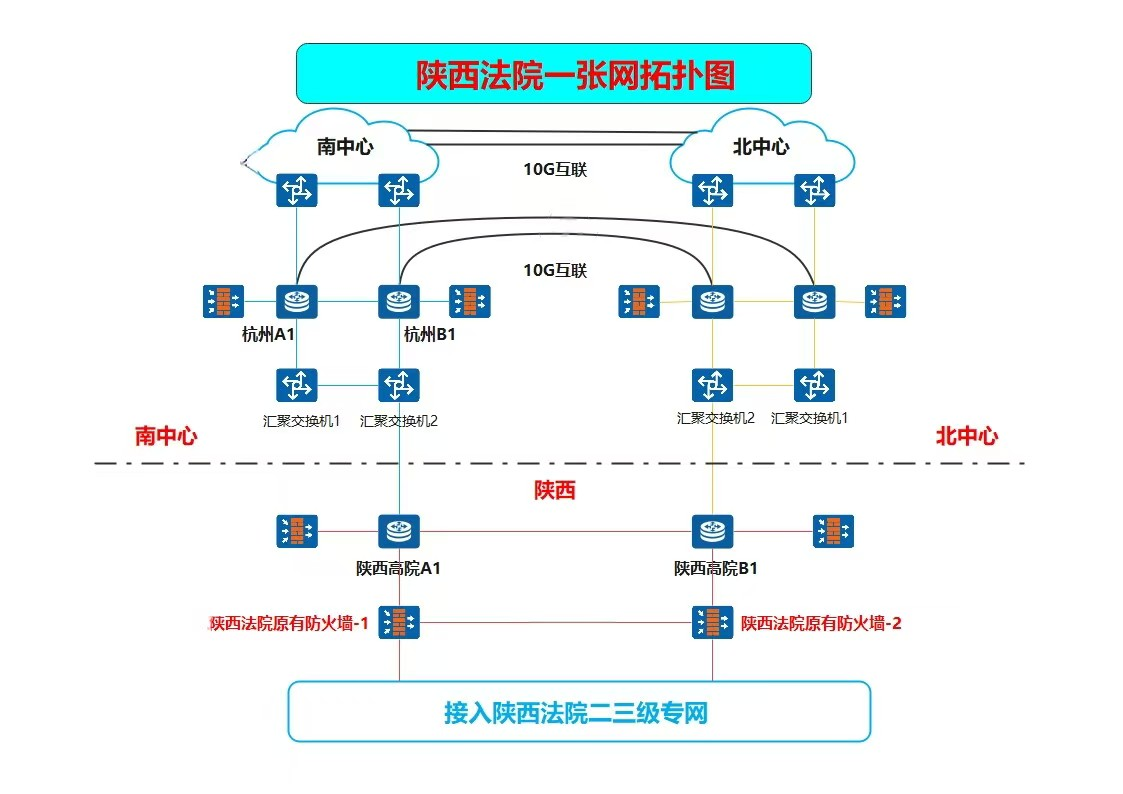 陕西法院一张网拓扑图
南中心
北中心
10G互联
10G互联
杭州A1
杭州B1
汇聚交换机1
汇聚交换机2
汇聚交换机2
汇聚交换机1
南中心
北中心
陕西
陕西高院A1
陕西高院B1
陕西法院原有防火墙-1
陕西法院原有防火墙-2
接入陕西法院二三级专网